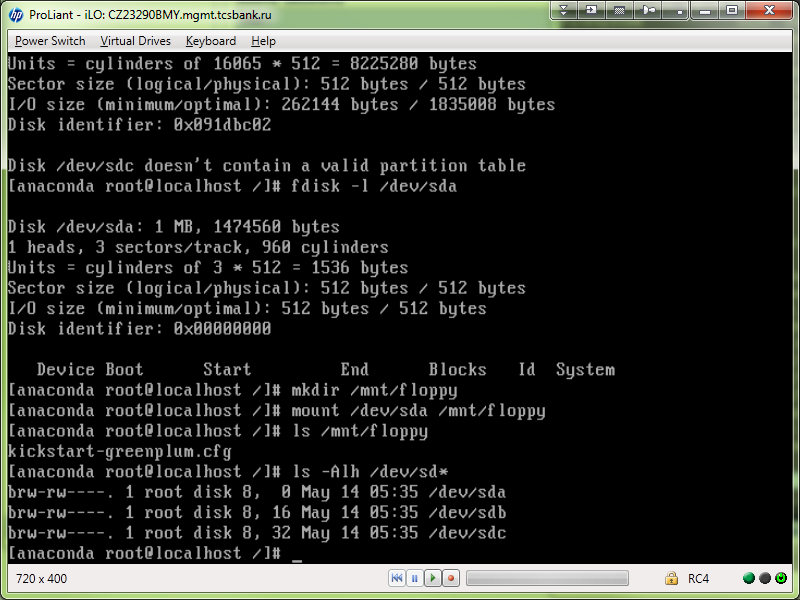 ProLiant - iLO: CZ23290BMY.mgmt.tcsbank.ru
Power Switch Virtual Drives Keyboard Help
Units = cylinders of 16065 * 512 = 8225280 bytes
Sector size (logical/physical): 512 bytes / 512 bytes
I/O size (minimum/optimal): 262144 bytes / 1835008 bytes
Disk identifier: 0x091dbc02
Disk /dev/sdc doesn't contain a valid partition table
[anaconda root@localhost /]# fdisk -l /dev/sda
Disk /dev/sda: 1 MB, 1474560 bytes
1 heads, 3 sectors/track, 960 cylinders
Units = cylinders of 3 * 512 = 1536 bytes
Sector size (logical/physical): 512 bytes / 512 bytes
I/O size (minimum/optimal): 512 bytes / 512 bytes
Disk identifier: 0x00000000
Device Boot Start End Blocks Id System
[anaconda root@localhost /]# mkdir /mnt/floppy
[anaconda root@localhost /]# mount /dev/sda /mnt/floppy
[anaconda root@localhost /]# ls /mnt/floppy
kickstart-greenplum.cfg
[anaconda root@localhost /]# ls -Alh /dev/sd*
brw-rw----. 1 root disk 8,  0 May 14 05:35 /dev/sda
brw-rw----. 1 root disk 8, 16 May 14 05:35 /dev/sdb
brw-rw----. 1 root disk 8, 32 May 14 05:35 /dev/sdc
[anaconda root@localhost /]# _
720 x 400 RC4